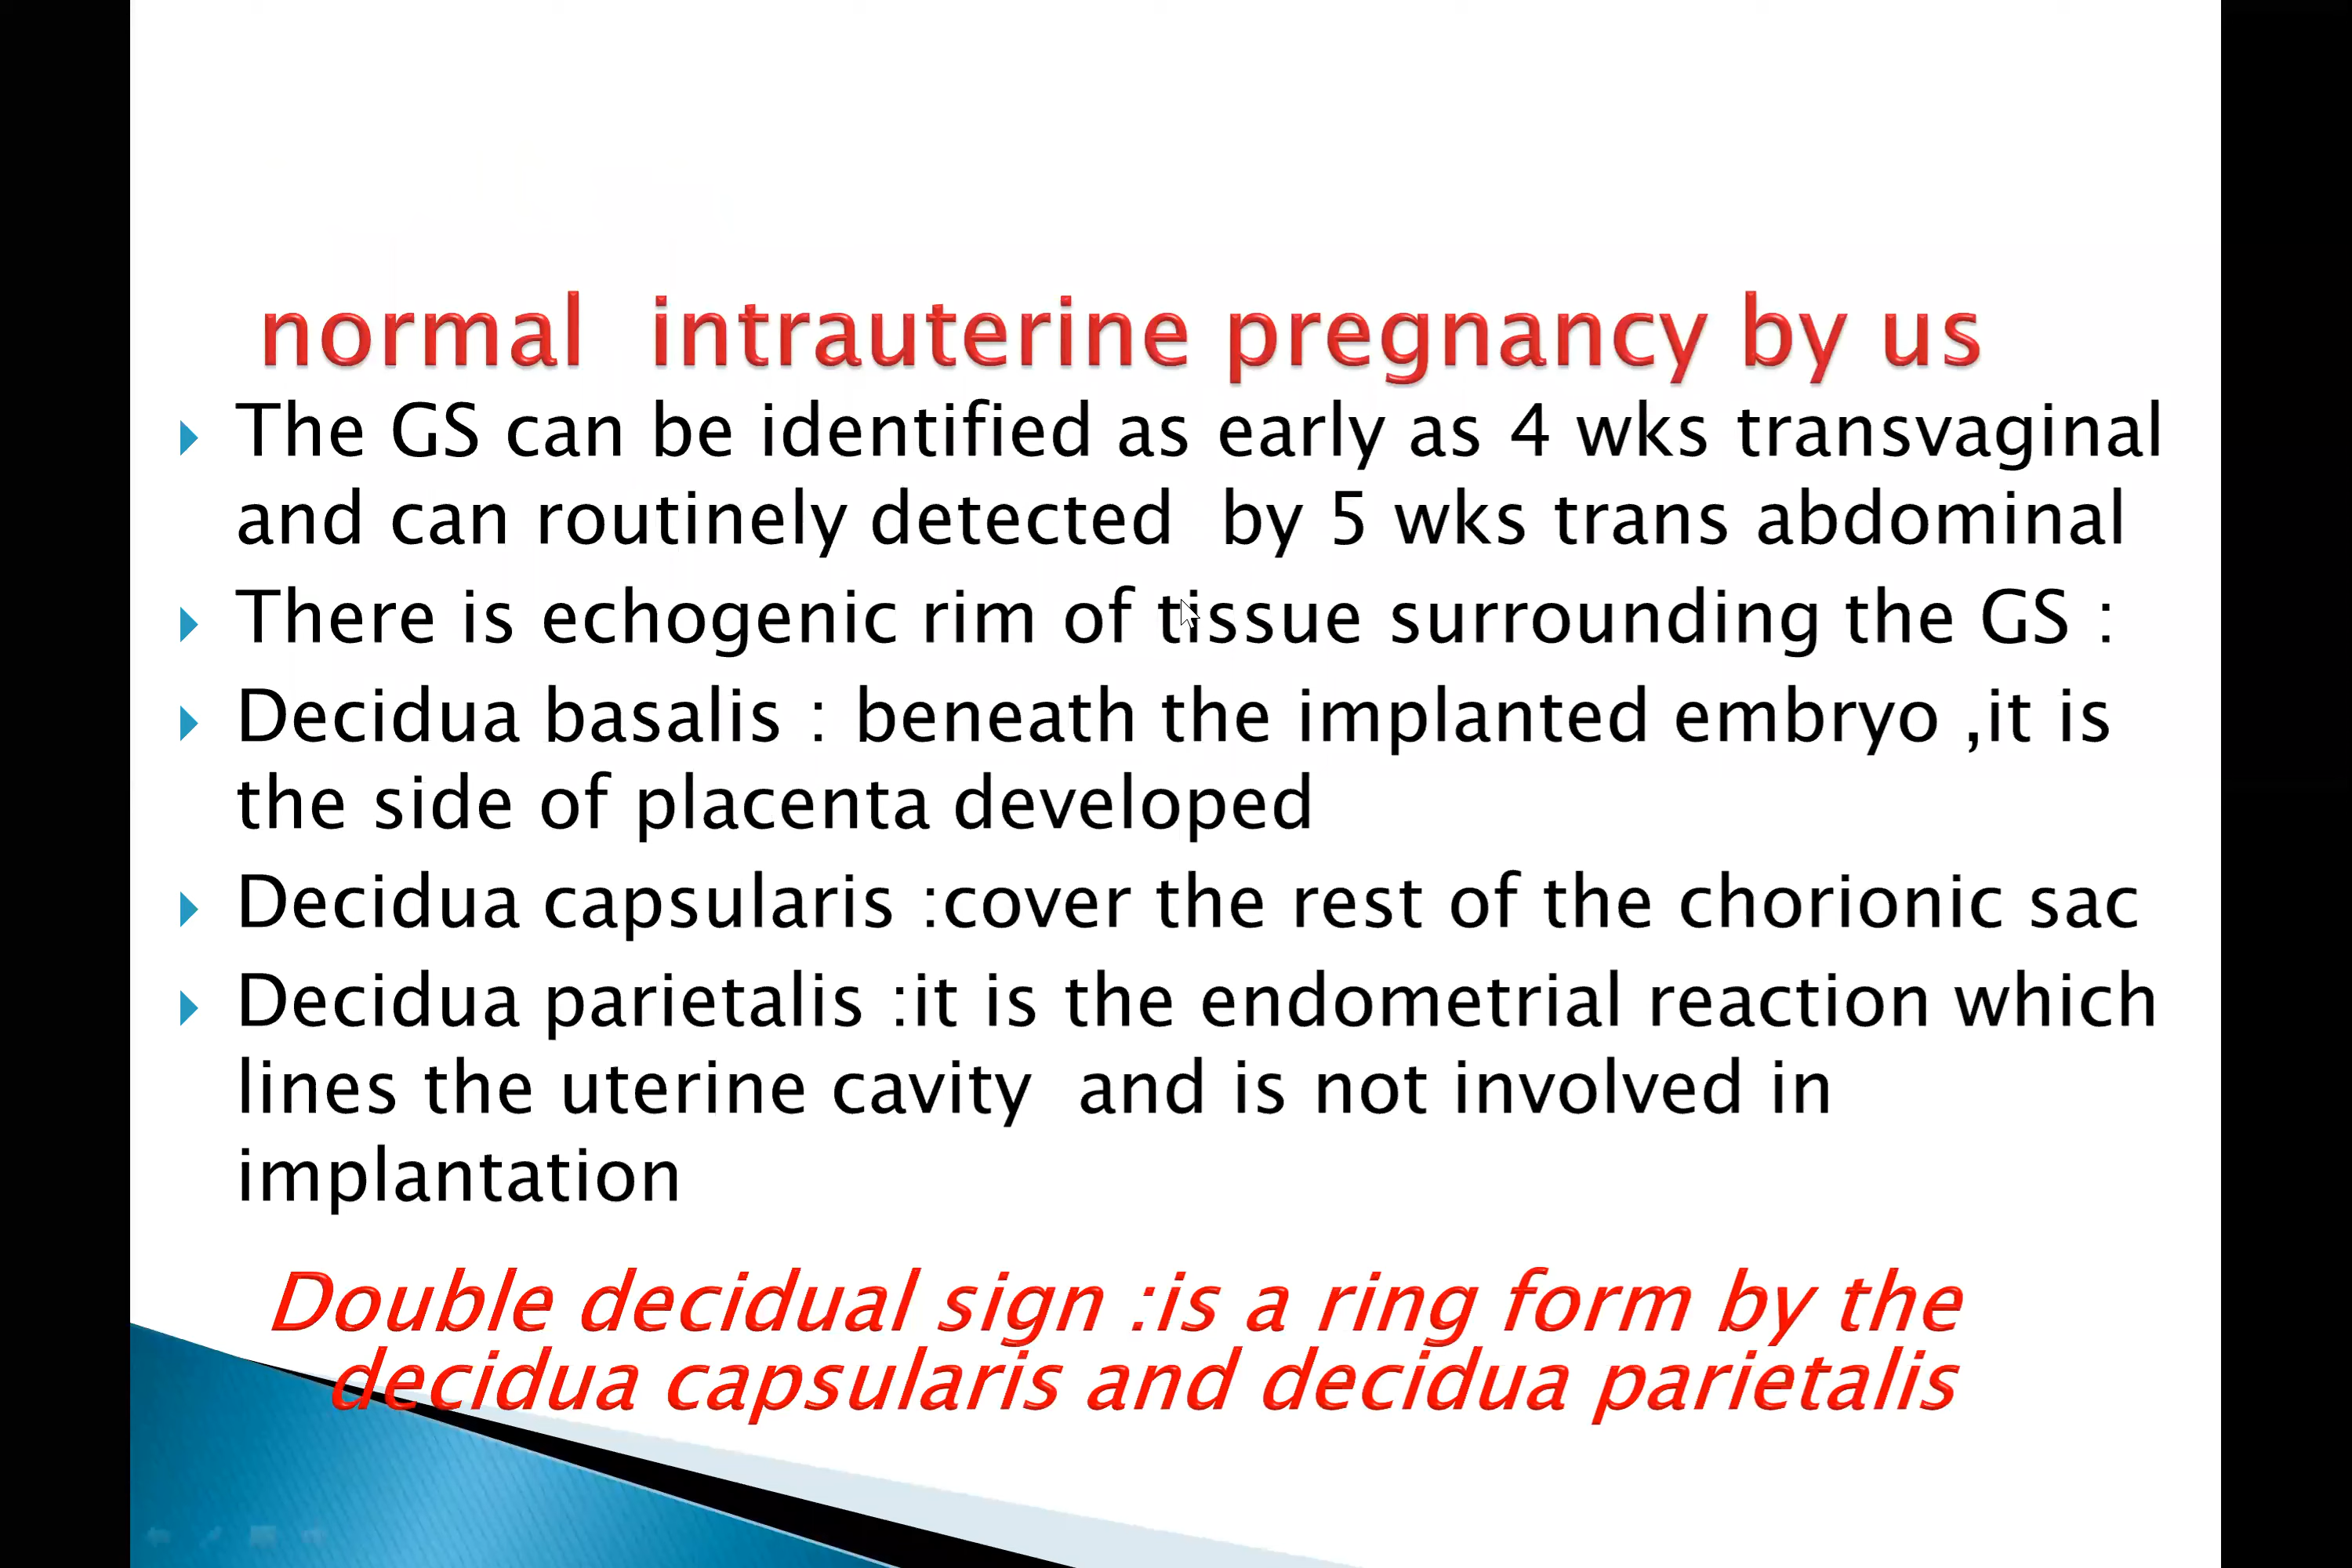 normal  intrauterine pregnancy by us
The GS can be identified as early as 4 wks transvaginal
and can routinely detected  by 5 wks trans abdominal
There is echogenic rim of tissue surrounding the GS :
Decidua basalis : beneath the implanted embryo ,it is
the side of placenta developed
Decidua capsularis :cover the rest of the chorionic sac
Decidua parietalis :it is the endometrial reaction which
lines the uterine cavity  and is not involved in
implantation
Double decidual sign :is a ring form by the
decidua capsularis and decidua parietalis